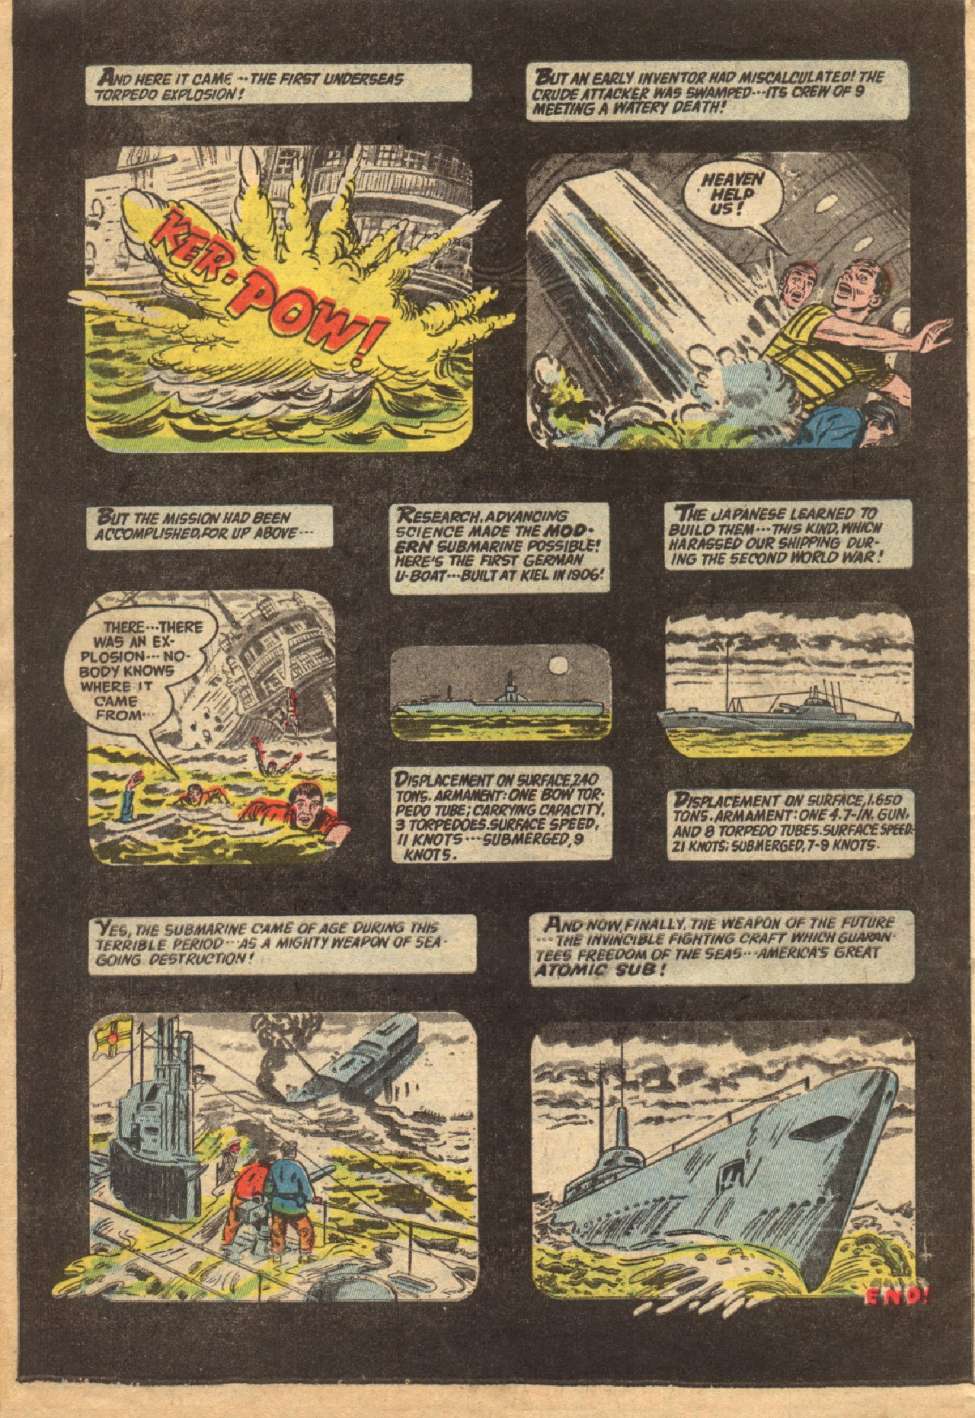 AND HERE IT CAME -- THE FIRST UNDERSEAS
TORPEDO EXPLOSION!
KER-POW!
BUT AN EARLY INVENTOR HAD MISCALCULATED! THE
CRUDE ATTACKER WAS SWAMPED---ITS CREW OF 9
MEETING A WATERY DEATH!
HEAVEN
HELP
US!
BUT THE MISSION HAD BEEN
ACCOMPLISHED, FOR UP ABOVE---
THERE---THERE
WAS AN EX-
PLOSION--- NO-
BODY KNOWS
WHERE IT
CAME
FROM---
RESEARCH, ADVANCING
SCIENCE MADE THE MOD-
ERN SUBMARINE POSSIBLE!
HERE'S THE FIRST GERMAN
U-BOAT---BUILT AT KIEL IN 1906!
DISPLACEMENT ON SURFACE, 240
TONS. ARMAMENT: ONE BOW TOR-
PEDO TUBE; CARRYING CAPACITY,
3 TORPEDOES. SURFACE SPEED,
11 KNOTS --- SUBMERGED, 9
KNOTS.
THE JAPANESE LEARNED TO
BUILD THEM---THIS KIND, WHICH
HARASSED OUR SHIPPING DUR-
ING THE SECOND WORLD WAR!
DISPLACEMENT ON SURFACE, 1,650
TONS. ARMAMENT: ONE 4.7-IN. GUN,
AND 8 TORPEDO TUBES. SURFACE SPEED:
21 KNOTS; SUBMERGED, 7-9 KNOTS.
YES, THE SUBMARINE CAME OF AGE DURING THIS
TERRIBLE PERIOD-- AS A MIGHTY WEAPON OF SEA-
GOING DESTRUCTION!
AND NOW, FINALLY, THE WEAPON OF THE FUTURE
---THE INVINCIBLE FIGHTING CRAFT WHICH GUARAN-
TEES FREEDOM OF THE SEAS---AMERICA'S GREAT
ATOMIC SUB!
END!